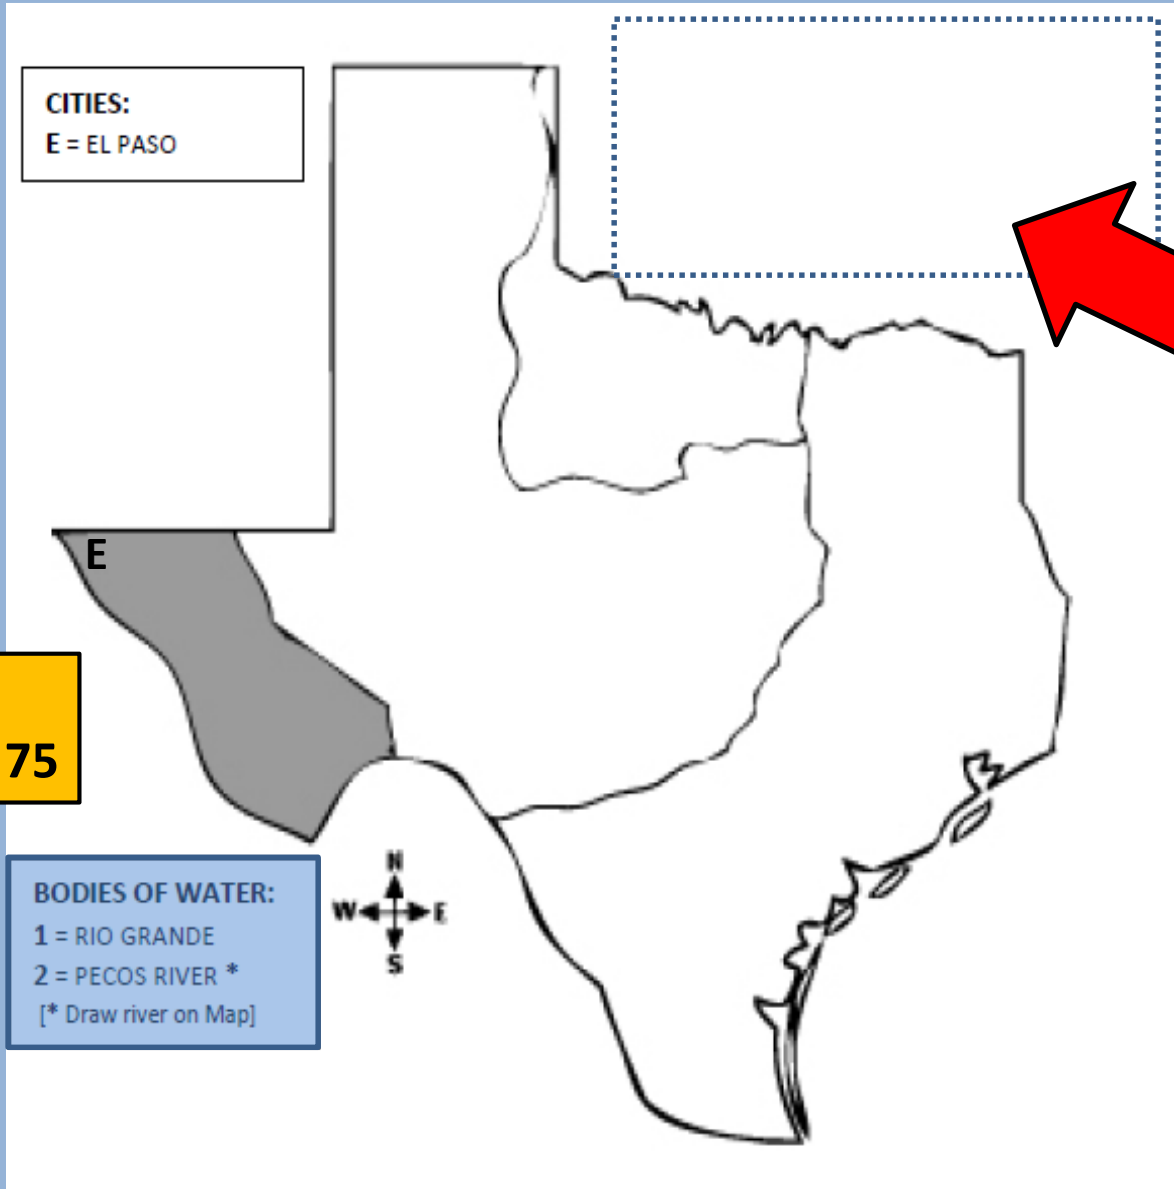 CITIES:
E = EL PASO
E
75
BODIES OF WATER:
1 = RIO GRANDE
2 = PECOS RIVER *
[* Draw river on Map]
N
W E
S